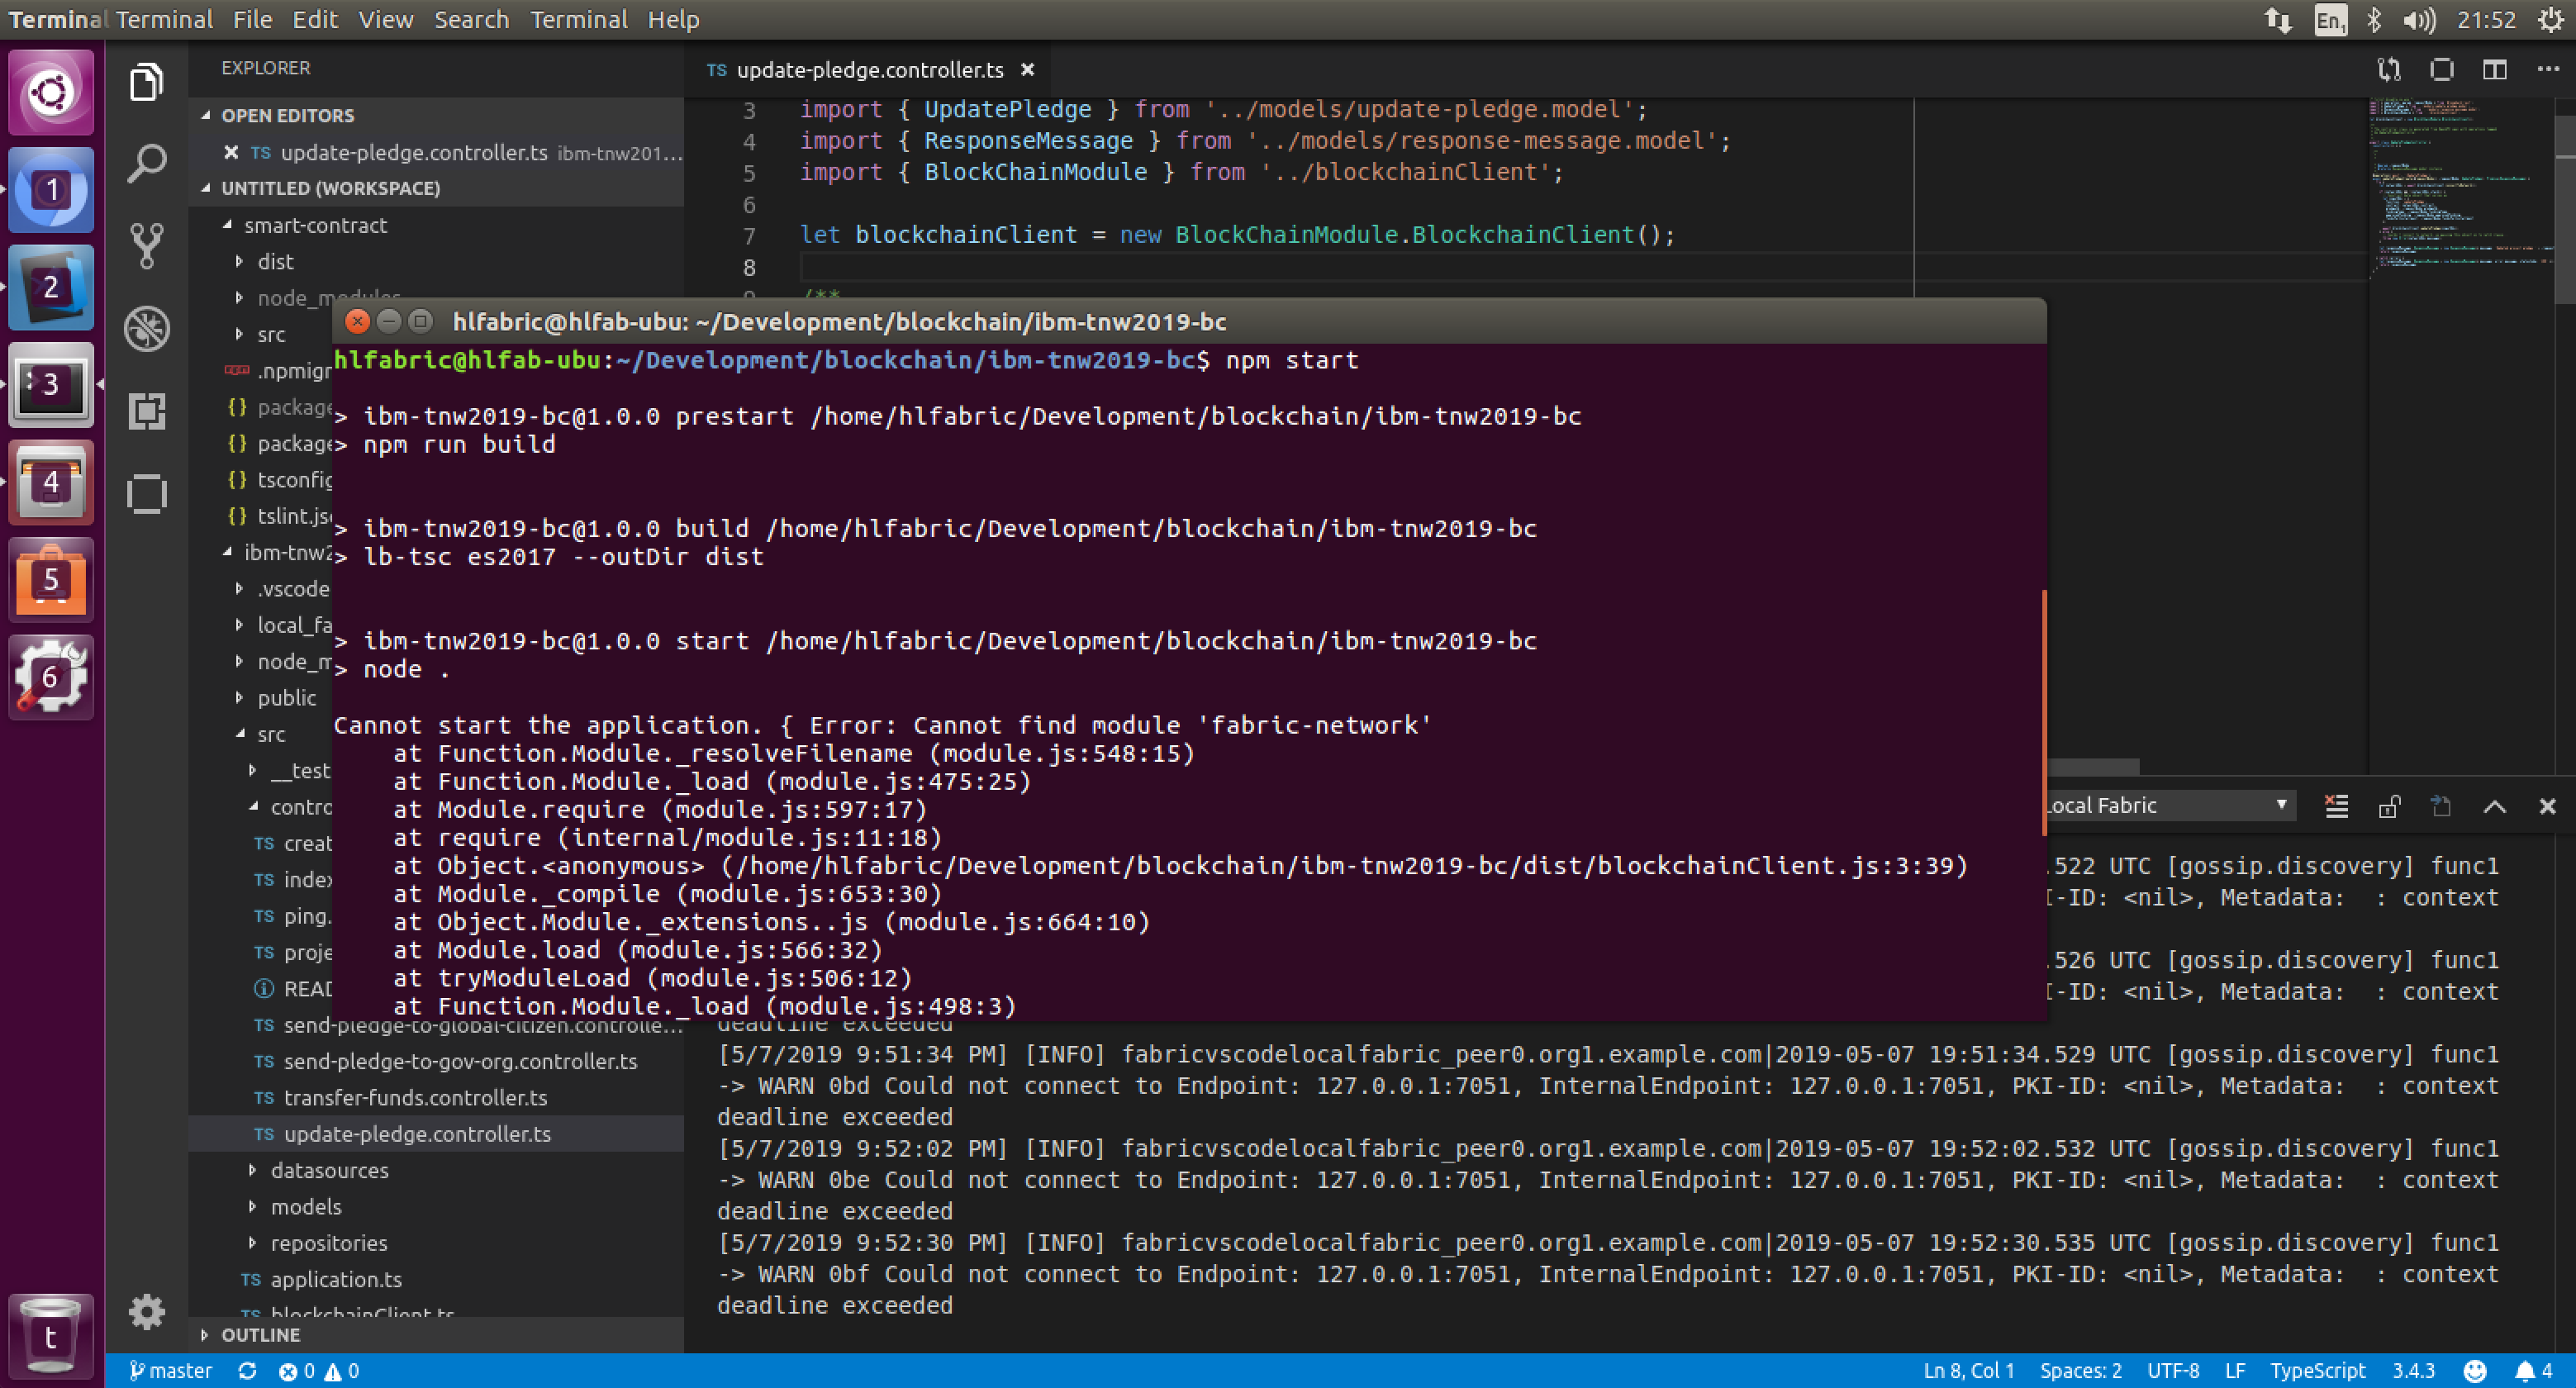 Terminal Terminal File Edit View Search Terminal Help
En1 21:52
EXPLORER
OPEN EDITORS
TS update-pledge.controller.ts ibm-tnw201...
UNTITLED (WORKSPACE)
smart-contract
dist
node_modules
src
.npmigr
{} package
{} package
{} tsconfig
{} tslint.js
ibm-tnw2
.vscode
local_fa
node_m
public
src
__test
contro
TS creat
TS index
TS ping.
TS proje
READ
TS send-pledge-to-global-citizen.controlle...
TS send-pledge-to-gov-org.controller.ts
TS transfer-funds.controller.ts
TS update-pledge.controller.ts
datasources
models
repositories
TS application.ts
TS blockchainClient.ts
OUTLINE
1
2
3
4
5
6
t
TS update-pledge.controller.ts
3 import { UpdatePledge } from '../models/update-pledge.model';
4 import { ResponseMessage } from '../models/response-message.model';
5 import { BlockChainModule } from '../blockchainClient';
6
7 let blockchainClient = new BlockChainModule.BlockchainClient();
8
9 /**
hlfabric@hlfab-ubu: ~/Development/blockchain/ibm-tnw2019-bc
hlfabric@hlfab-ubu:~/Development/blockchain/ibm-tnw2019-bc$ npm start
> ibm-tnw2019-bc@1.0.0 prestart /home/hlfabric/Development/blockchain/ibm-tnw2019-bc
> npm run build
> ibm-tnw2019-bc@1.0.0 build /home/hlfabric/Development/blockchain/ibm-tnw2019-bc
> lb-tsc es2017 --outDir dist
> ibm-tnw2019-bc@1.0.0 start /home/hlfabric/Development/blockchain/ibm-tnw2019-bc
> node .
Cannot start the application. { Error: Cannot find module 'fabric-network'
at Function.Module._resolveFilename (module.js:548:15)
at Function.Module._load (module.js:475:25)
at Module.require (module.js:597:17)
at require (internal/module.js:11:18)
at Object.<anonymous> (/home/hlfabric/Development/blockchain/ibm-tnw2019-bc/dist/blockchainClient.js:3:39)
at Module._compile (module.js:653:30)
at Object.Module._extensions..js (module.js:664:10)
at Module.load (module.js:566:32)
at tryModuleLoad (module.js:506:12)
at Function.Module._load (module.js:498:3)
Local Fabric
.522 UTC [gossip.discovery] func1
I-ID: <nil>, Metadata:  : context
.526 UTC [gossip.discovery] func1
I-ID: <nil>, Metadata:  : context
deadline exceeded
[5/7/2019 9:51:34 PM] [INFO] fabricvscodelocalfabric_peer0.org1.example.com|2019-05-07 19:51:34.529 UTC [gossip.discovery] func1
-> WARN 0bd Could not connect to Endpoint: 127.0.0.1:7051, InternalEndpoint: 127.0.0.1:7051, PKI-ID: <nil>, Metadata:  : context
deadline exceeded
[5/7/2019 9:52:02 PM] [INFO] fabricvscodelocalfabric_peer0.org1.example.com|2019-05-07 19:52:02.532 UTC [gossip.discovery] func1
-> WARN 0be Could not connect to Endpoint: 127.0.0.1:7051, InternalEndpoint: 127.0.0.1:7051, PKI-ID: <nil>, Metadata:  : context
deadline exceeded
[5/7/2019 9:52:30 PM] [INFO] fabricvscodelocalfabric_peer0.org1.example.com|2019-05-07 19:52:30.535 UTC [gossip.discovery] func1
-> WARN 0bf Could not connect to Endpoint: 127.0.0.1:7051, InternalEndpoint: 127.0.0.1:7051, PKI-ID: <nil>, Metadata:  : context
deadline exceeded
master 0 0
Ln 8, Col 1 Spaces: 2 UTF-8 LF TypeScript 3.4.3 4